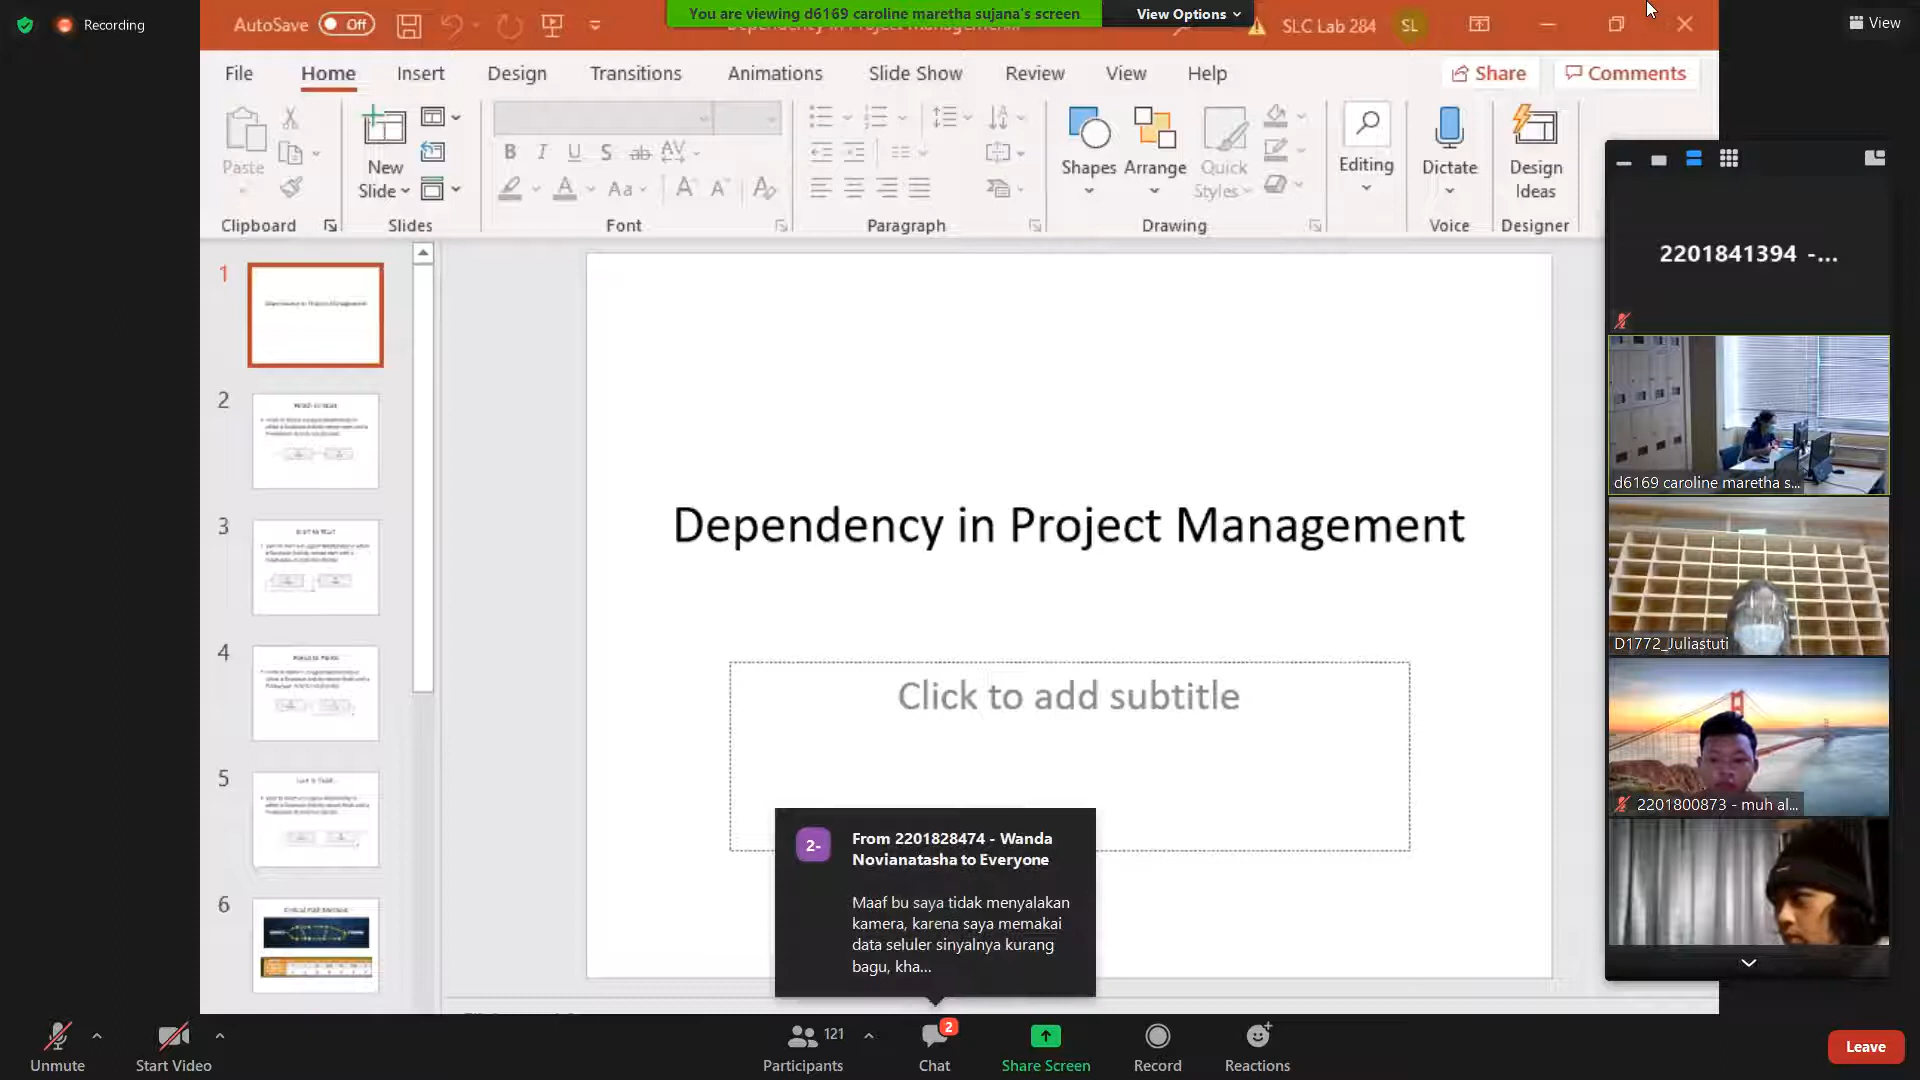 Recording
AutoSave Off
You are viewing d6169 caroline maretha sujana's screen
View Options
SLC Lab 284
SL
View
File Home Insert Design Transitions Animations Slide Show Review View Help
Share
Comments
Paste
New
Slide
Shapes
Arrange
Quick
Styles
Editing
Dictate
Design
Ideas
Clipboard
Slides
Font
Paragraph
Drawing
Voice
Designer
1
2
3
4
5
6
Dependency in Project Management
Click to add subtitle
2-
From 2201828474 - Wanda
Novianatasha to Everyone
Maaf bu saya tidak menyalakan
kamera, karena saya memakai
data seluler sinyalnya kurang
bagu, kha...
2201841394 -...
d6169 caroline maretha s...
D1772_Juliastuti
2201800873 - muh al...
Unmute
Start Video
121
Participants
2
Chat
Share Screen
Record
Reactions
Leave